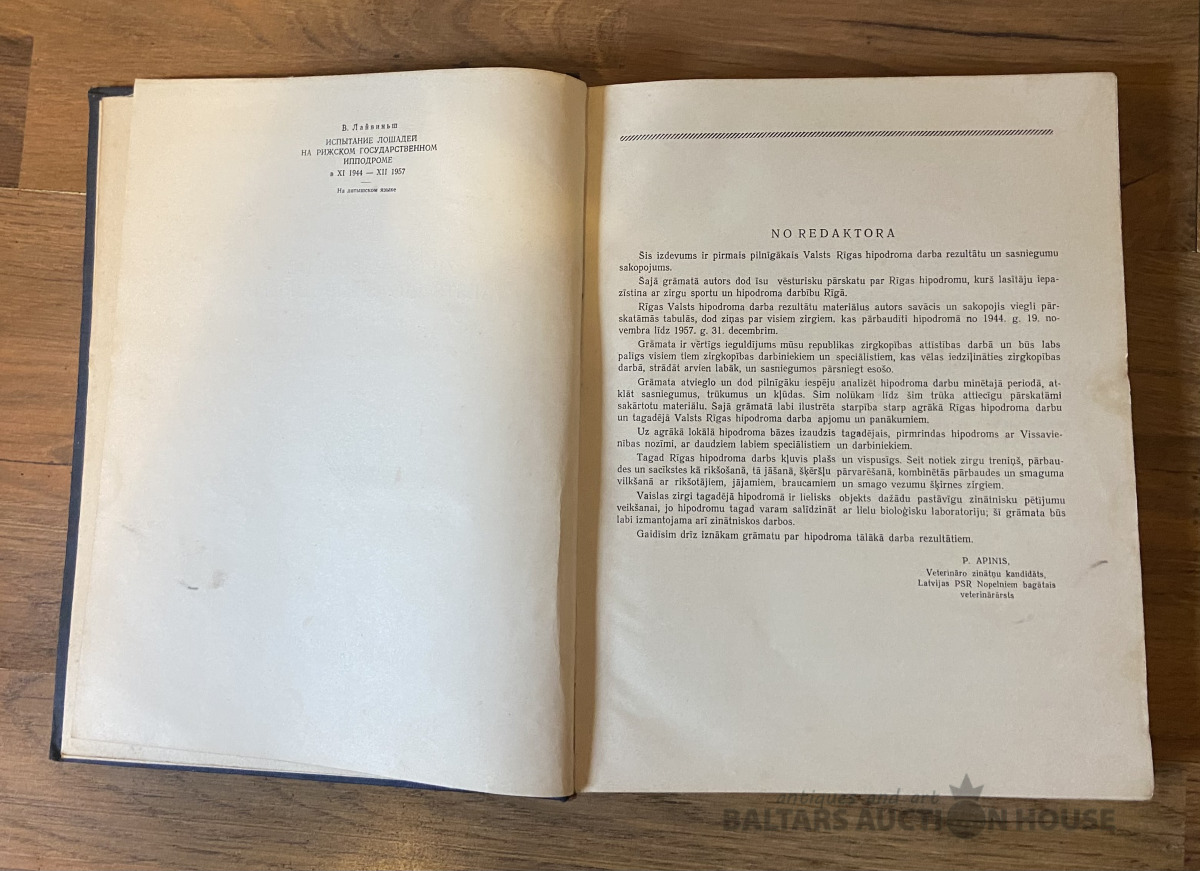 В. Лайвиньш
ИСПЫТАНИЕ ЛОШАДЕЙ
НА РИЖСКОМ ГОСУДАРСТВЕННОМ
ИППОДРОМЕ
в XI 1944 — XII 1957
На латышском языке
NO REDAKTORA
Šis izdevums ir pirmais pilnīgākais Valsts Rīgas hipodroma darba rezultātu un sasniegumu
sakopojums.
Šajā grāmatā autors dod īsu vēsturisku pārskatu par Rīgas hipodromu, kurš lasītāju iepa-
zīstina ar zirgu sportu un hipodroma darbību Rīgā.
Rīgas Valsts hipodroma darba rezultātu materiālus autors savācis un sakopojis viegli pār-
skatāmās tabulās, dod ziņas par visiem zirgiem, kas pārbaudīti hipodromā no 1944. g. 19. no-
vembra līdz 1957. g. 31. decembrim.
Grāmata ir vērtīgs ieguldījums mūsu republikas zirgkopības attīstības darbā un būs labs
palīgs visiem tiem zirgkopības darbiniekiem un speciālistiem, kas vēlas iedziļināties zirgkopības
darbā, strādāt arvien labāk, un sasniegumos pārsniegt esošo.
Grāmata atvieglo un dod pilnīgāku iespēju analizēt hipodroma darbu minētajā periodā, at-
klāt sasniegumus, trūkumus un kļūdas. Šim nolūkam līdz šim trūka attiecīgu pārskatāmi
sakārtotu materiālu. Šajā grāmatā labi ilustrēta starpība starp agrākā Rīgas hipodroma darbu
un tagadējā Valsts Rīgas hipodroma darba apjomu un panākumiem.
Uz agrākā lokālā hipodroma bāzes izaudzis tagadējais, pirmrindas hipodroms ar Vissavie-
nības nozīmi, ar daudziem labiem speciālistiem un darbiniekiem.
Tagad Rīgas hipodroma darbs kļuvis plašs un vispusīgs. Šeit notiek zirgu treniņš, pārbau-
des un sacīkstes kā rikšošanā, tā jāšanā, šķēršļu pārvarēšanā, kombinētās pārbaudes un smaguma
vilkšanā ar rikšotājiem, jājamiem, braucamiem un smago vezumu šķirnes zirgiem.
Vaislas zirgi tagadējā hipodromā ir lielisks objekts dažādu pastāvīgu zinātnisku pētījumu
veikšanai, jo hipodromu tagad varam salīdzināt ar lielu bioloģisku laboratoriju; šī grāmata būs
labi izmantojama arī zinātniskos darbos.
Gaidīsim drīz iznākam grāmatu par hipodroma tālākā darba rezultātiem.
P. APINIS,
Veterināro zinātņu kandidāts,
Latvijas PSR Nopelniem bagātais
veterinārārsts
antiques and art
BALTARS AUCTION HOUSE